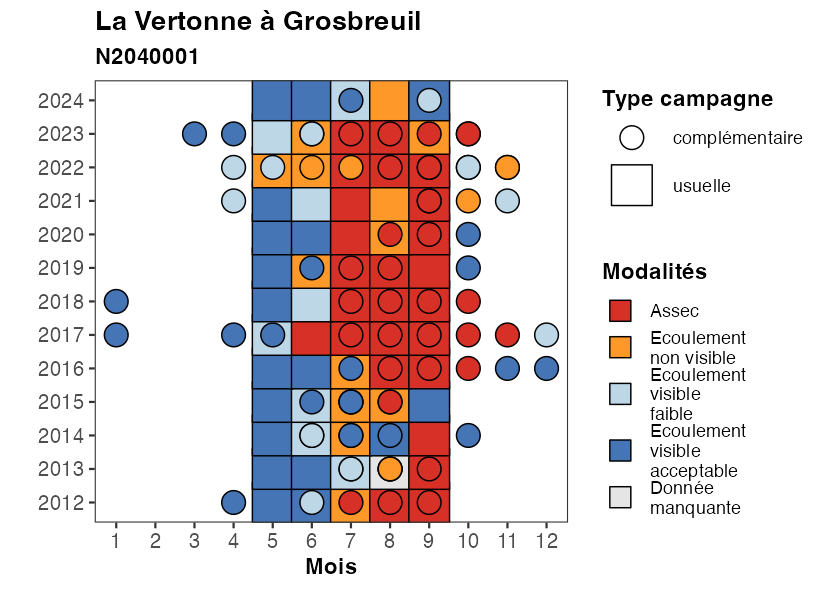 La Vertonne à Grosbreuil
N2040001
2024
2023
2022
2021
2020
2019
2018
2017
2016
2015
2014
2013
2012
1 2 3 4 5 6 7 8 9 10 11 12
Mois
Type campagne
complémentaire
usuelle
Modalités
Assec
Ecoulement
non visible
Ecoulement
visible
faible
Ecoulement
visible
acceptable
Donnée
manquante